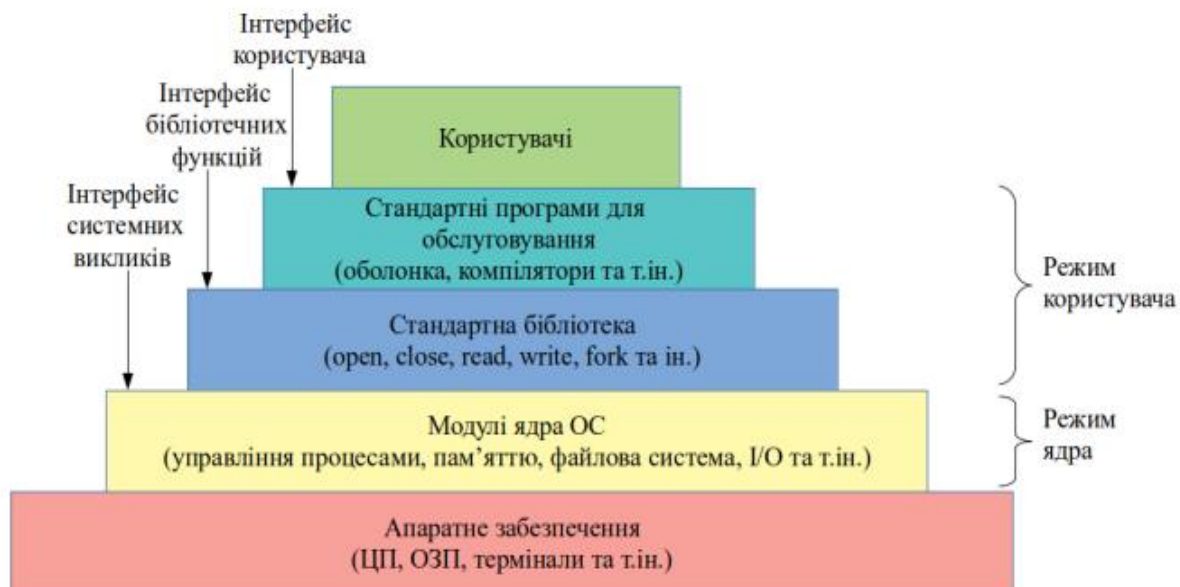 Інтерфейс
користувача
Інтерфейс
бібліотечних
функцій
Інтерфейс
системних
викликів
Користувачі
Стандартні програми для
обслуговування
(оболонка, компілятори та т.ін.)
Стандартна бібліотека
(open, close, read, write, fork та ін.)
Модулі ядра ОС
(управління процесами, пам’яттю, файлова система, I/O та т.ін.)
Апаратне забезпечення
(ЦП, ОЗП, термінали та т.ін.)
Режим
користувача
Режим
ядра